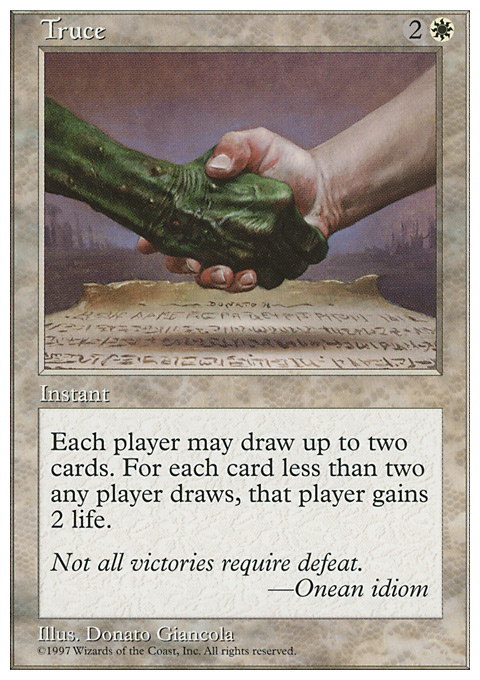 Truce 2
DONATO
Instant
Each player may draw up to two
cards. For each card less than two
any player draws, that player gains
2 life.
Not all victories require defeat.
—Onean idiom
Illus. Donato Giancola
©1997 Wizards of the Coast, Inc. All rights reserved.